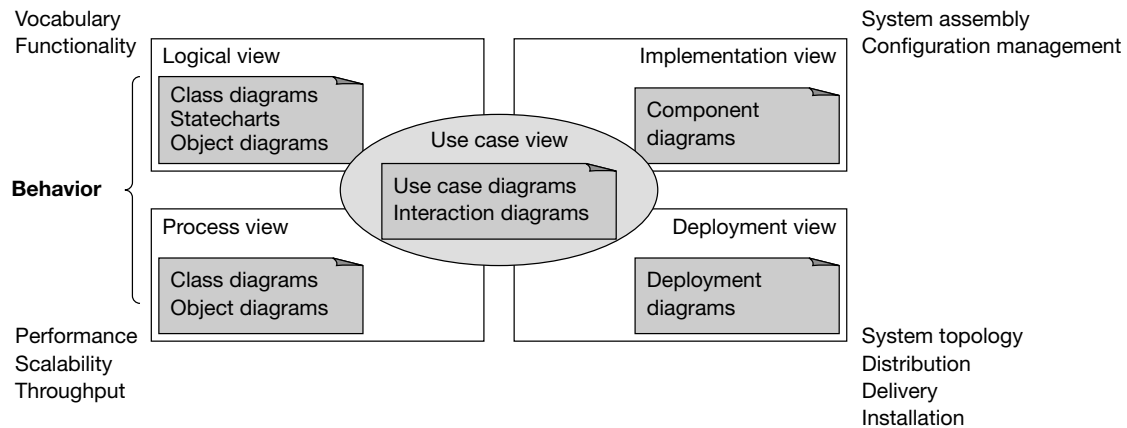 Vocabulary
Functionality
System assembly
Configuration management
Logical view
Class diagrams
Statecharts
Object diagrams
Implementation view
Component
diagrams
Use case view
Use case diagrams
Interaction diagrams
Behavior
Process view
Class diagrams
Object diagrams
Deployment view
Deployment
diagrams
Performance
Scalability
Throughput
System topology
Distribution
Delivery
Installation